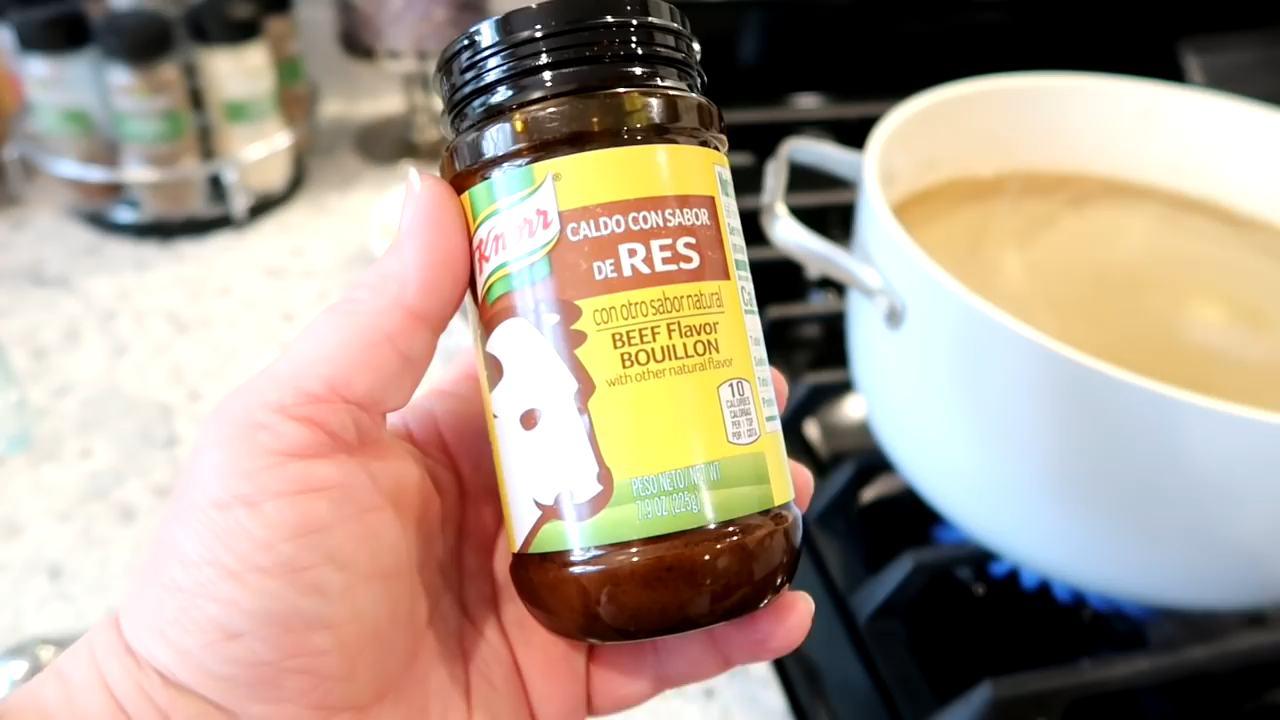 Knorr®
CALDO CON SABOR
DE RES
con otro sabor natural
BEEF Flavor
BOUILLON
with other natural flavor
10
CALORIES
CALORÍAS
PER 1 TSP
POR 1 CDTA
PESO NETO/NET WT
7.9 OZ (225g)